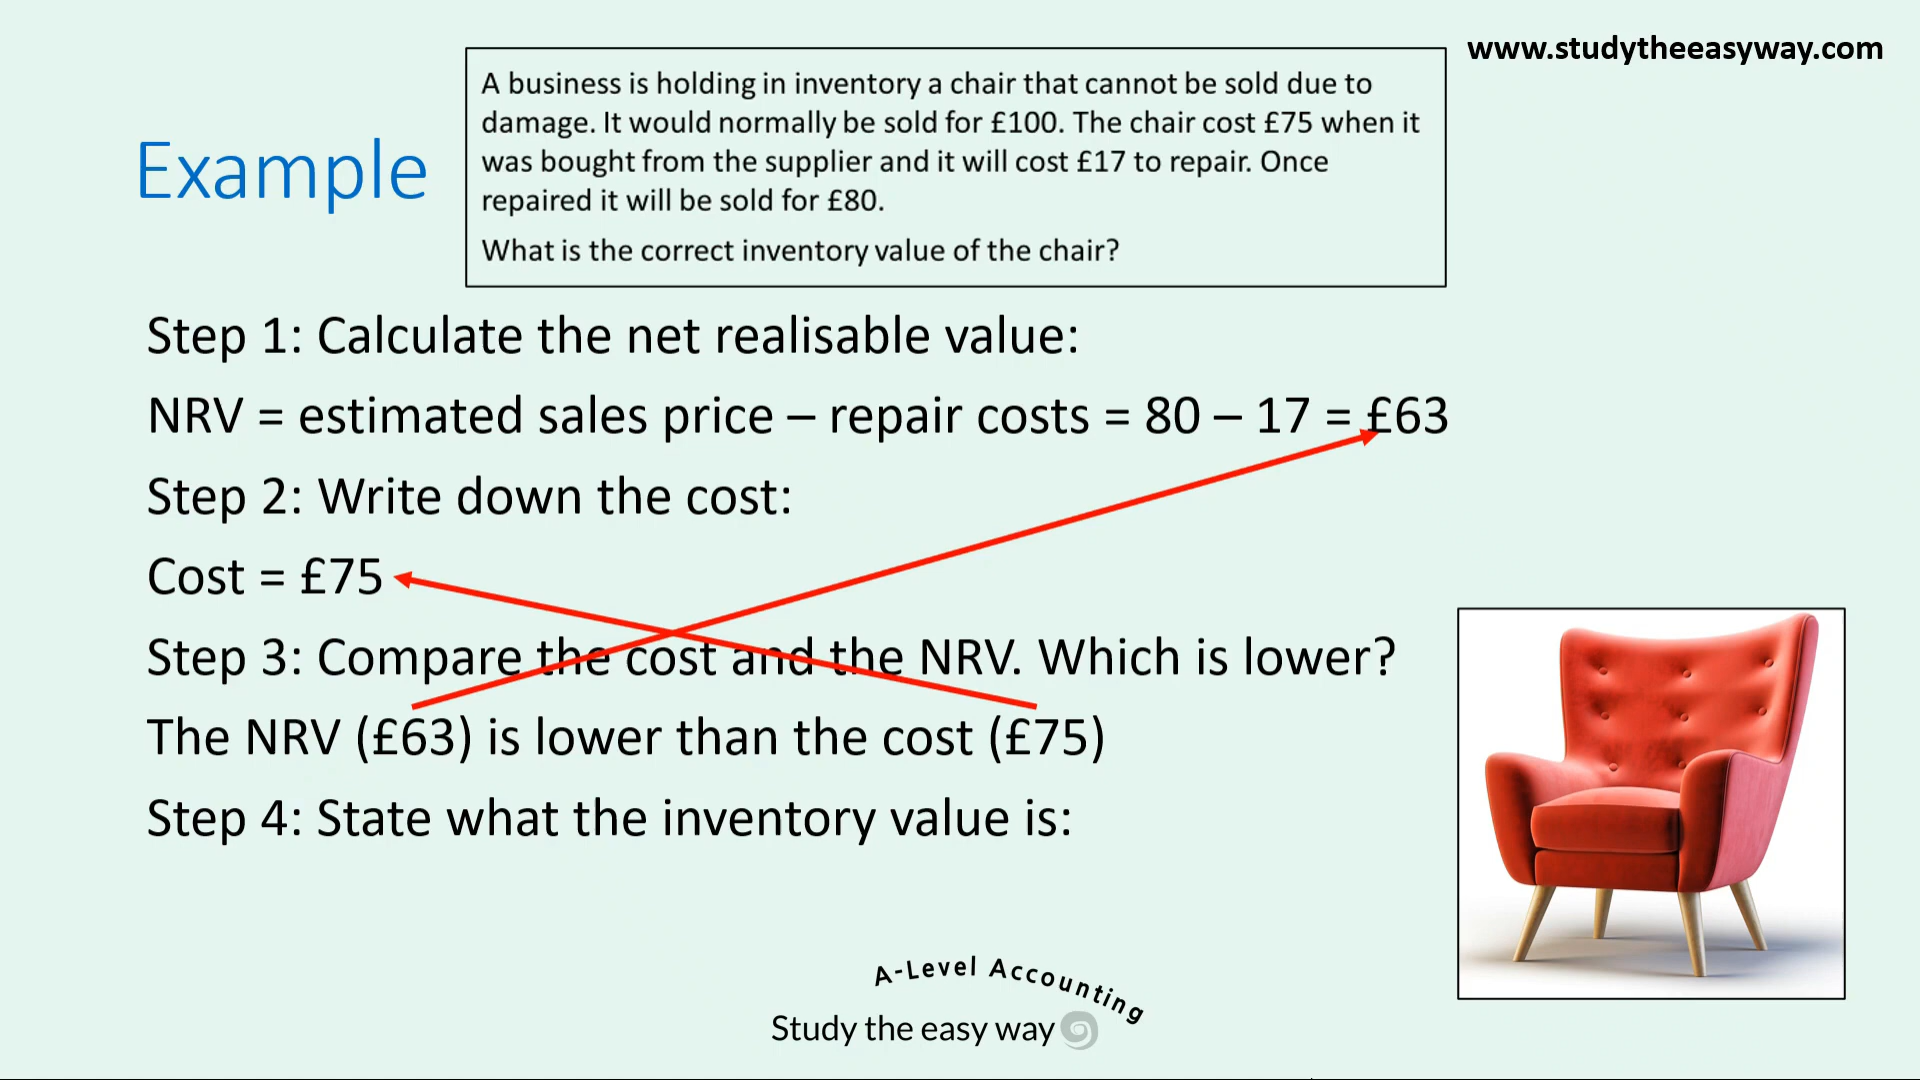 www.studytheeasyway.com
Example
A business is holding in inventory a chair that cannot be sold due to
damage. It would normally be sold for £100. The chair cost £75 when it
was bought from the supplier and it will cost £17 to repair. Once
repaired it will be sold for £80.
What is the correct inventory value of the chair?
Step 1: Calculate the net realisable value:
NRV = estimated sales price – repair costs = 80 – 17 = £63
Step 2: Write down the cost:
Cost = £75
Step 3: Compare the cost and the NRV. Which is lower?
The NRV (£63) is lower than the cost (£75)
Step 4: State what the inventory value is:
A-Level Accounting
Study the easy way